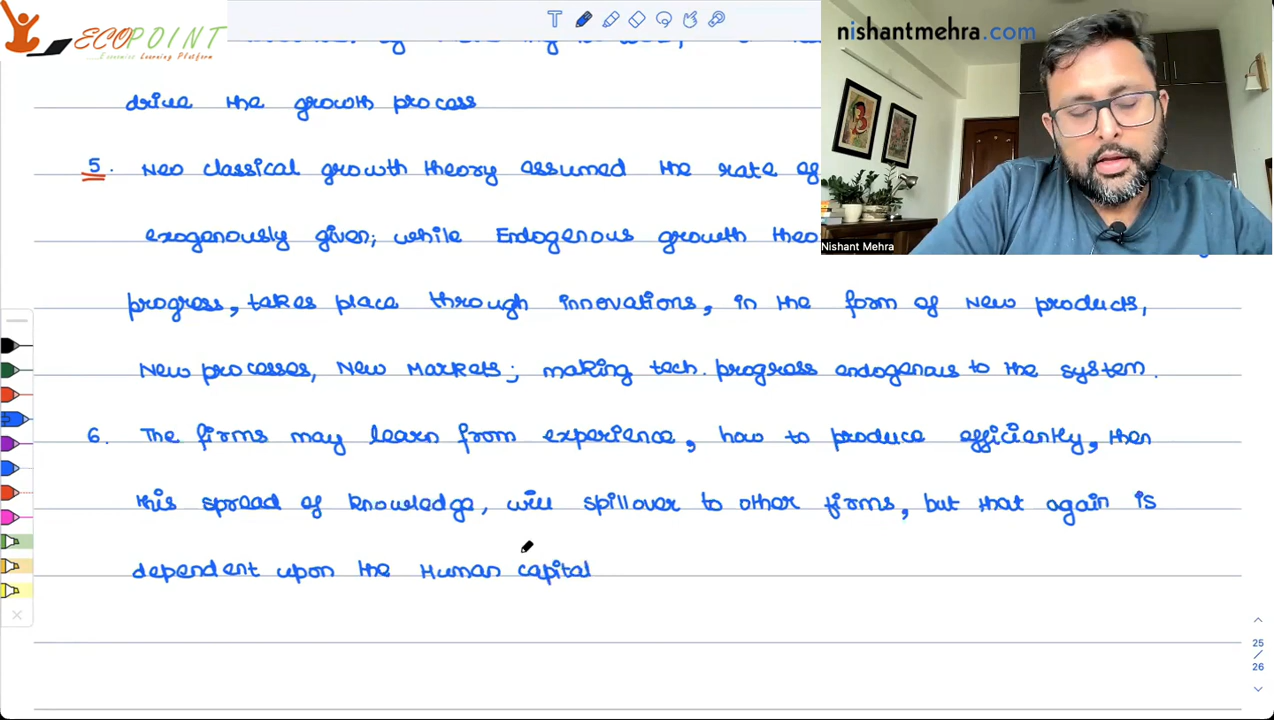 ECOPOINT
nishantmehra.com
....Economics Learning Platform
drive the growth process
5. Neo classical growth theory assumed the rate of
exogenously given; while Endogenous growth theo
Nishant Mehra
progress, takes place through innovations, in the form of New products,
New processes, New Markets; making tech. progress endogenous to the system.
6. The firms may learn from experience, how to produce efficiently, then
this spread of knowledge, will spillover to other firms, but that again is
dependent upon the Human capital
25
/
26